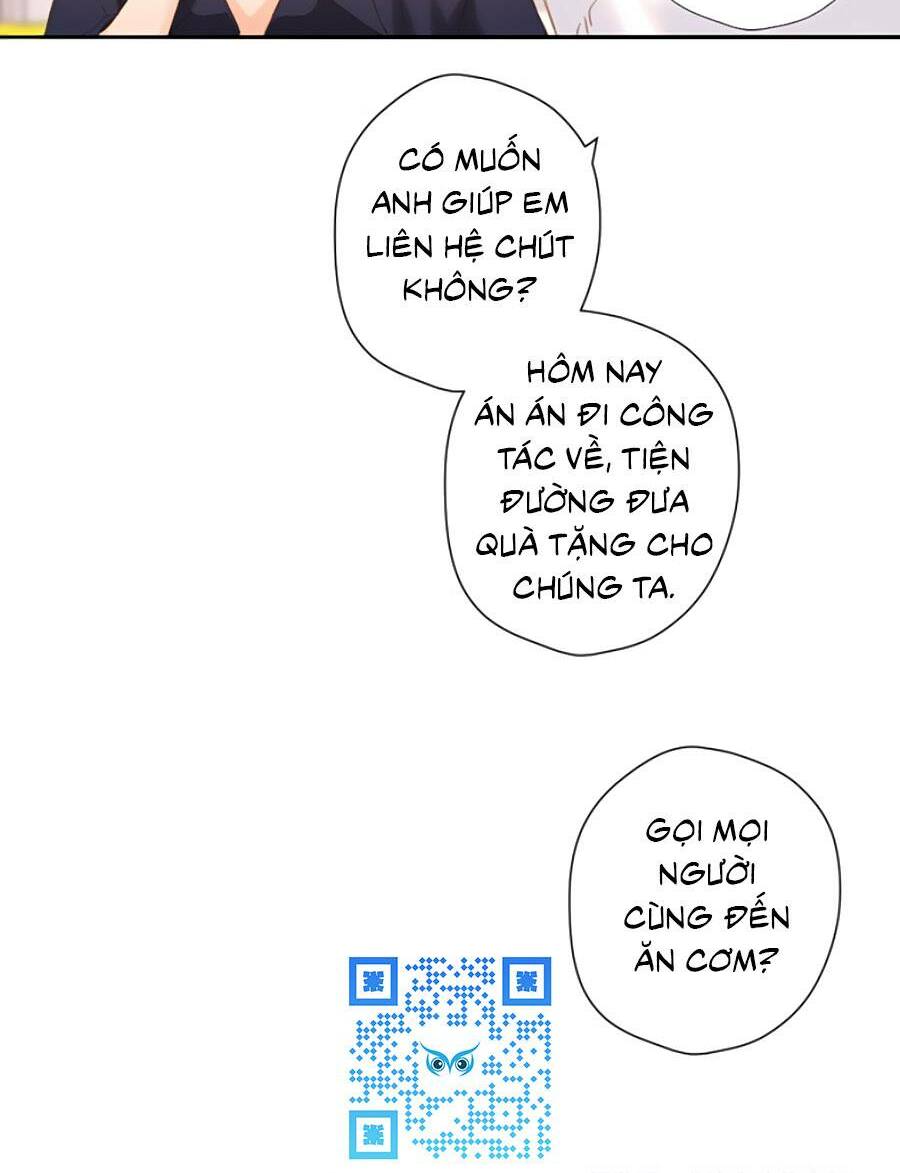 CÓ MUỐN
ANH GIÚP EM
LIÊN HỆ CHÚT
KHÔNG?
HÔM NAY
ÁN ÁN ĐI CÔNG
TÁC VỀ, TIỆN
ĐƯỜNG ĐƯA
QUÀ TẶNG CHO
CHÚNG TA.
GỌI MỌI
NGƯỜI
CÙNG ĐẾN
ĂN CƠM?